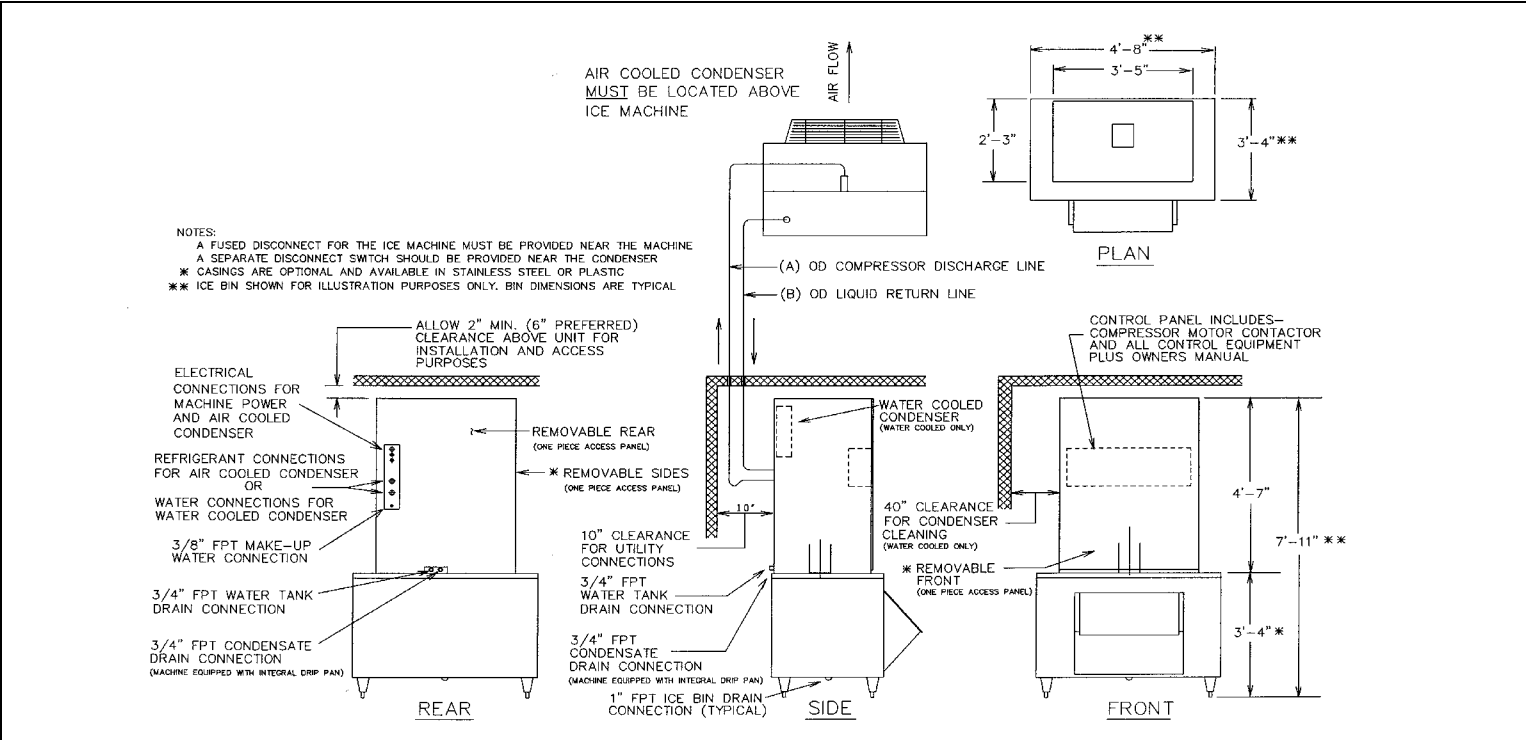 AIR COOLED CONDENSER
MUST BE LOCATED ABOVE
ICE MACHINE
AIR FLOW
4'-8" **
3'-5"
2'-3"
3'-4" **
PLAN
NOTES:
A FUSED DISCONNECT FOR THE ICE MACHINE MUST BE PROVIDED NEAR THE MACHINE
A SEPARATE DISCONNECT SWITCH SHOULD BE PROVIDED NEAR THE CONDENSER
* CASINGS ARE OPTIONAL AND AVAILABLE IN STAINLESS STEEL OR PLASTIC
** ICE BIN SHOWN FOR ILLUSTRATION PURPOSES ONLY. BIN DIMENSIONS ARE TYPICAL
(A) OD COMPRESSOR DISCHARGE LINE
(B) OD LIQUID RETURN LINE
ALLOW 2" MIN. (6" PREFERRED)
CLEARANCE ABOVE UNIT FOR
INSTALLATION AND ACCESS
PURPOSES
ELECTRICAL
CONNECTIONS FOR
MACHINE POWER
AND AIR COOLED
CONDENSER
REFRIGERANT CONNECTIONS
FOR AIR COOLED CONDENSER
OR
WATER CONNECTIONS FOR
WATER COOLED CONDENSER
3/8" FPT MAKE-UP
WATER CONNECTION
3/4" FPT WATER TANK
DRAIN CONNECTION
3/4" FPT CONDENSATE
DRAIN CONNECTION
(MACHINE EQUIPPED WITH INTEGRAL DRIP PAN)
REMOVABLE REAR
(ONE PIECE ACCESS PANEL)
* REMOVABLE SIDES
(ONE PIECE ACCESS PANEL)
REAR
10"
10" CLEARANCE
FOR UTILITY
CONNECTIONS
3/4" FPT
WATER TANK
DRAIN CONNECTION
3/4" FPT
CONDENSATE
DRAIN CONNECTION
(MACHINE EQUIPPED WITH INTEGRAL DRIP PAN)
1" FPT ICE BIN DRAIN
CONNECTION (TYPICAL)
WATER COOLED
CONDENSER
(WATER COOLED ONLY)
SIDE
CONTROL PANEL INCLUDES-
COMPRESSOR MOTOR CONTACTOR
AND ALL CONTROL EQUIPMENT
PLUS OWNERS MANUAL
40" CLEARANCE
FOR CONDENSER
CLEANING
(WATER COOLED ONLY)
* REMOVABLE
FRONT
(ONE PIECE ACCESS PANEL)
4'-7"
7'-11" **
3'-4" *
FRONT